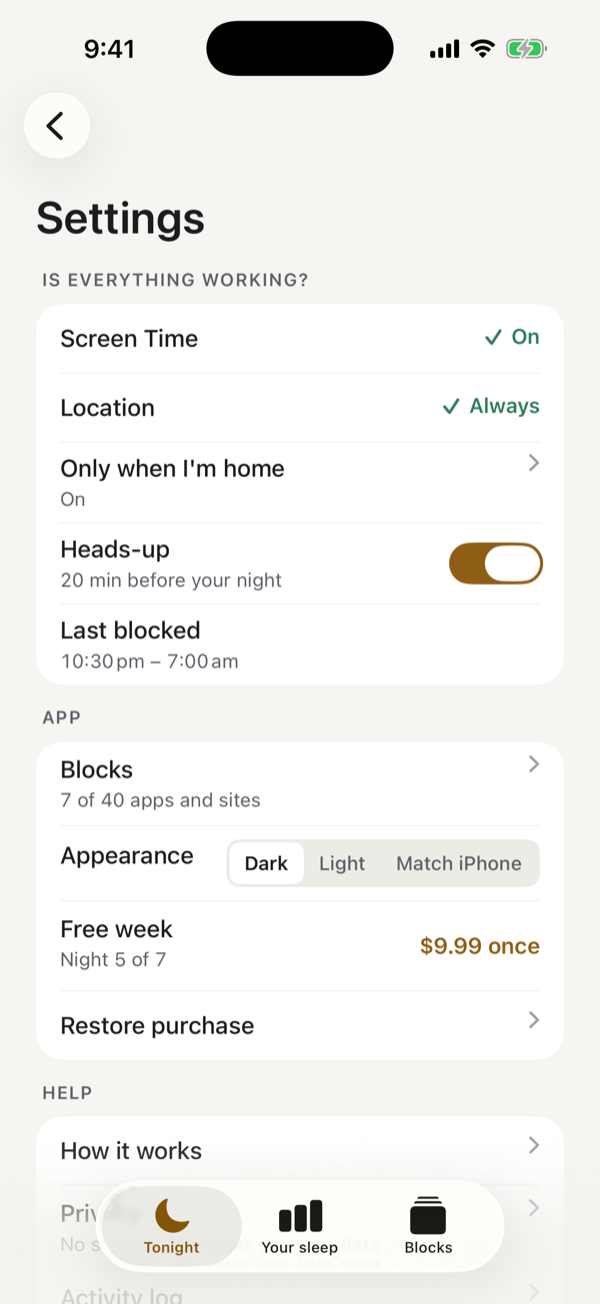 9:41
Settings
IS EVERYTHING WORKING?
Screen Time
On
Location
Always
Only when I'm home
On
Heads-up
20 min before your night
Last blocked
10:30 pm – 7:00 am
APP
Blocks
7 of 40 apps and sites
Appearance
Dark
Light
Match iPhone
Free week
Night 5 of 7
$9.99 once
Restore purchase
HELP
How it works
Tonight
Your sleep
Blocks
Activity log